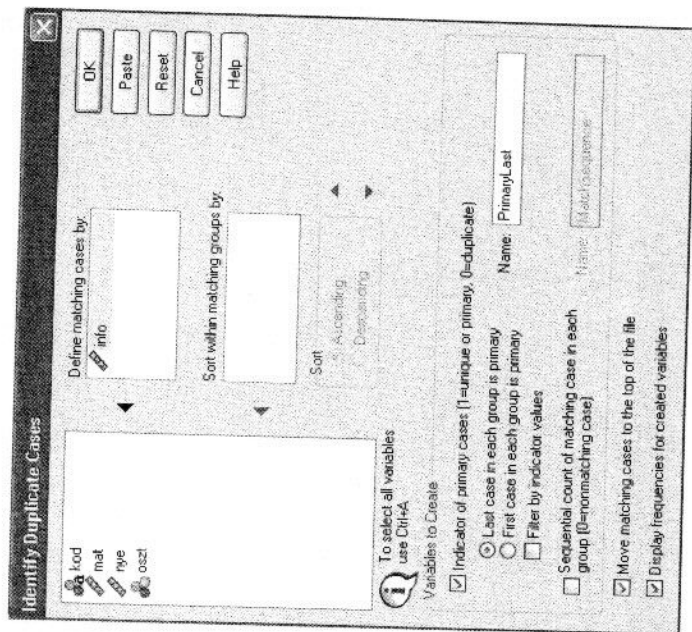 Identify Duplicate Cases
kod
mat
nye
oszt
Define matching cases by:
info
Sort within matching groups by:
Sort
Ascending
Descending
OK
Paste
Reset
Cancel
Help
To select all variables
use Ctrl+A
Variables to Create
Indicator of primary cases (1=unique or primary, 0=duplicate)
Last case in each group is primary
First case in each group is primary
Filter by indicator values
Name: PrimaryLast
Sequential count of matching case in each
group (0=nonmatching case)
Name: MatchSequence
Move matching cases to the top of the file
Display frequencies for created variables